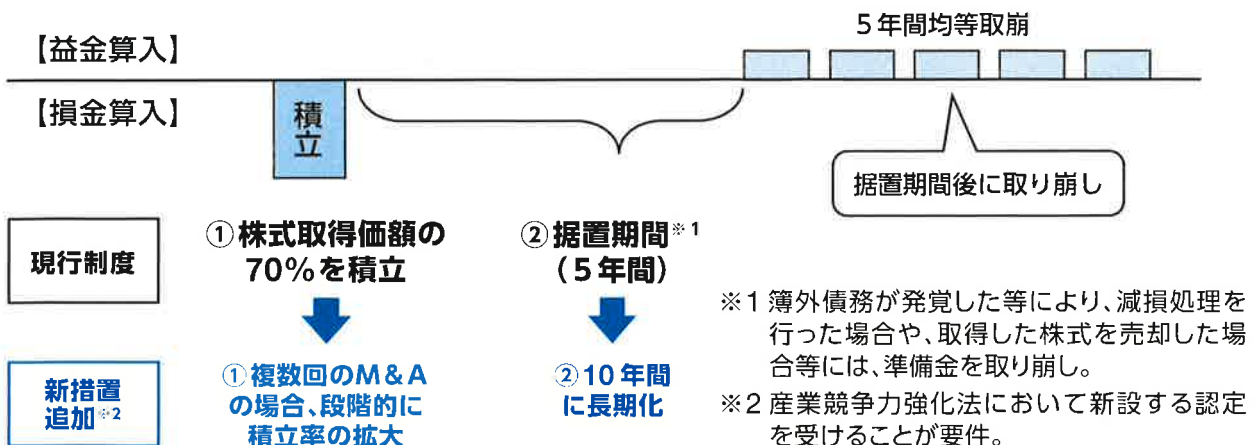 5年間均等取崩
【益金算入】
【損金算入】
積立
据置期間後に取り崩し
現行制度
①株式取得価額の
70%を積立
②据置期間※1
（5年間）
新措置
追加※2
①複数回のM&A
の場合、段階的に
積立率の拡大
②10年間
に長期化
※1 簿外債務が発覚した等により、減損処理を
行った場合や、取得した株式を売却した場
合等には、準備金を取り崩し。
※2 産業競争力強化法において新設する認定
を受けることが要件。